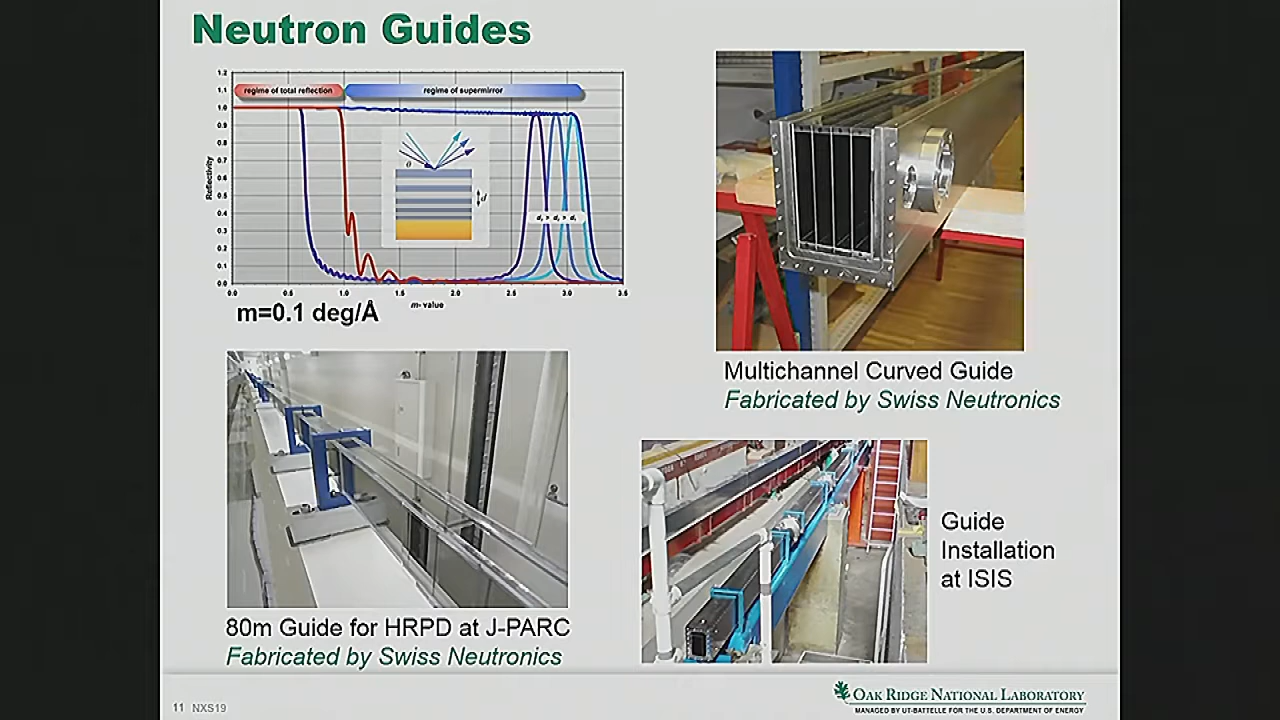 Neutron Guides
regime of total reflection
regime of supermirror
1.2
1.1
1.0
0.9
0.8
0.7
0.6
0.5
0.4
0.3
0.2
0.1
0.0
Reflectivity
θ
d
0.0 0.5 1.0 1.5 2.0 2.5 3.0 3.5
m- value
m=0.1 deg/Å
Multichannel Curved Guide
Fabricated by Swiss Neutronics
80m Guide for HRPD at J-PARC
Fabricated by Swiss Neutronics
Guide
Installation
at ISIS
11 NXS19
OAK RIDGE NATIONAL LABORATORY
MANAGED BY UT-BATTELLE FOR THE U.S. DEPARTMENT OF ENERGY